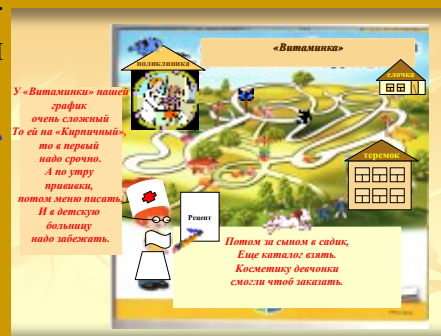 «Витаминка»
поликлиника
елочка
У «Витаминки» нашей
график
очень сложный
То ей на «Кирпичный»,
то в первый
надо срочно.
А по утру
прививки,
потом меню писать,
И в детскую
больницу
надо забежать.
теремок
Рецепт
Потом за сыном в садик,
Еще каталог взять.
Косметику девчонки
смогли чтоб заказать.